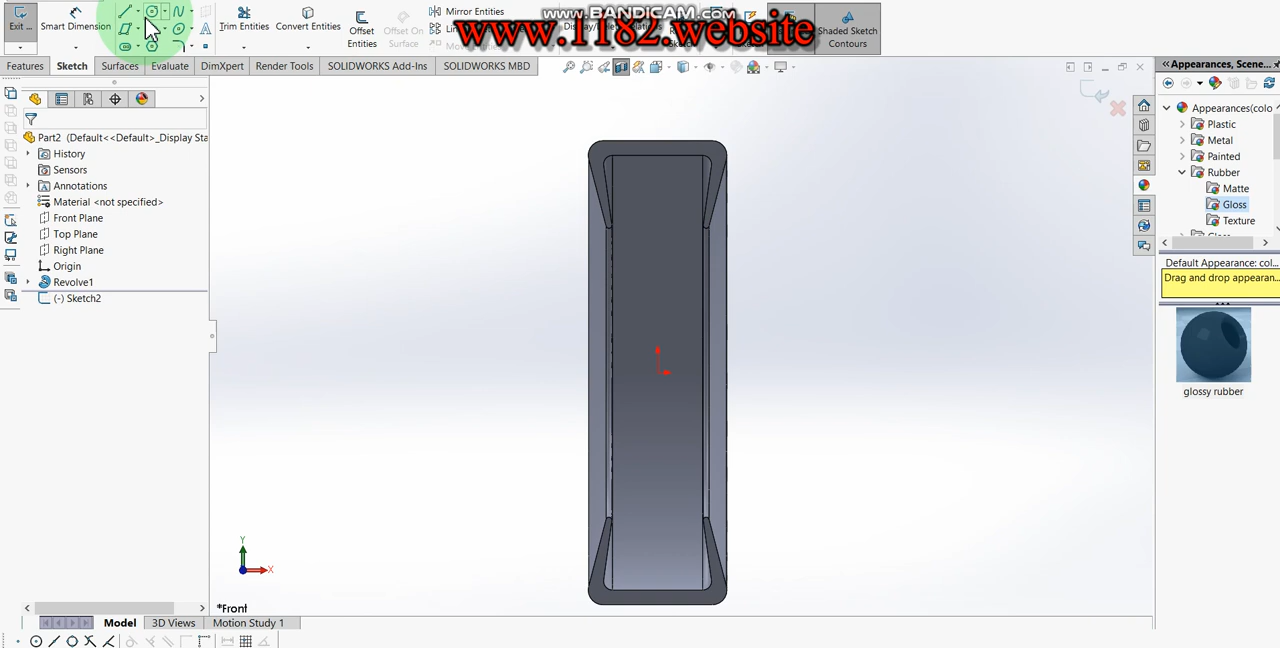 www.BANDICAM.com
www.1182.website
Exit ...
Smart Dimension
Trim Entities
Convert Entities
Offset Entities
Offset On Surface
Mirror Entities
Shaded Sketch Contours
Features
Sketch
Surfaces
Evaluate
DimXpert
Render Tools
SOLIDWORKS Add-Ins
SOLIDWORKS MBD
Part2 (Default<<Default>_Display Sta
History
Sensors
Annotations
Material <not specified>
Front Plane
Top Plane
Right Plane
Origin
Revolve1
(-) Sketch2
Y
X
*Front
Model
3D Views
Motion Study 1
Appearances, Scene...
Appearances(colo
Plastic
Metal
Painted
Rubber
Matte
Gloss
Texture
Default Appearance: col...
Drag and drop appearan...
glossy rubber